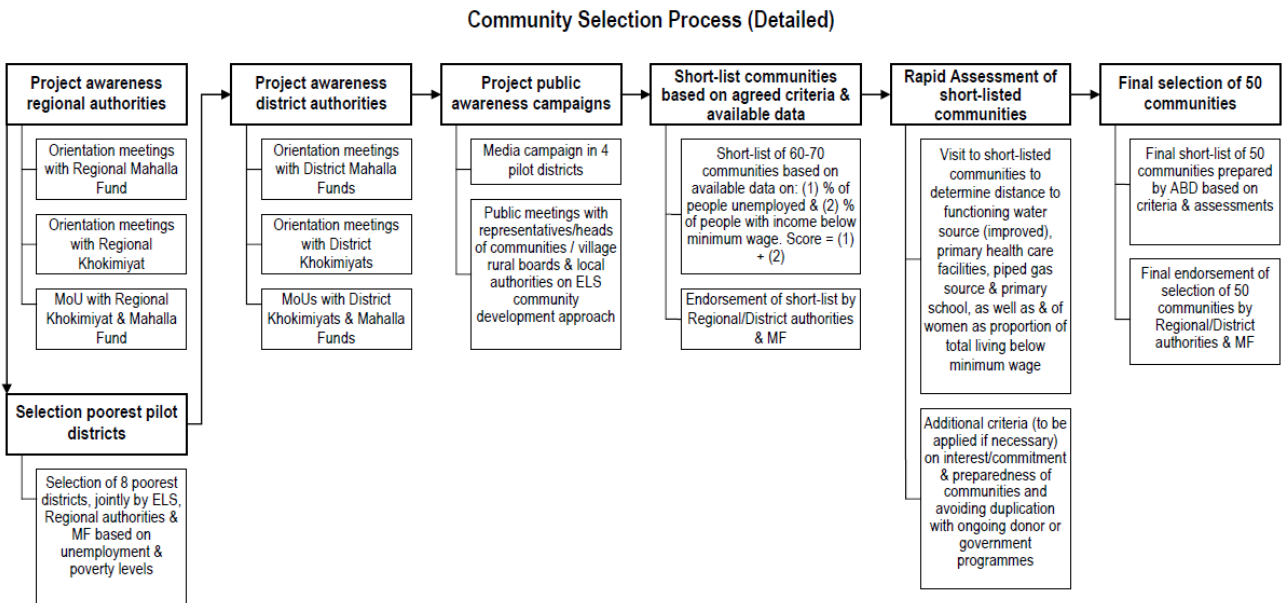 Community Selection Process (Detailed)
Project awareness
regional authorities
Orientation meetings
with Regional Mahalla
Fund
Orientation meetings
with Regional
Khokimiyat
MoU with Regional
Khokimiyat & Mahalla
Fund
Selection poorest pilot
districts
Selection of 8 poorest
districts, jointly by ELS,
Regional authorities &
MF based on
unemployment &
poverty levels
Project awareness
district authorities
Orientation meetings
with District Mahalla
Funds
Orientation meetings
with District
Khokimiyats
MoUs with District
Khokimiyats & Mahalla
Funds
Project public
awareness campaigns
Media campaign in 4
pilot districts
Public meetings with
representatives/heads
of communities / village
rural boards & local
authorities on ELS
community
development approach
Short-list communities
based on agreed criteria &
available data
Short-list of 60-70
communities based on
available data on: (1) % of
people unemployed & (2) %
of people with income below
minimum wage. Score = (1)
+ (2)
Endorsement of short-list by
Regional/District authorities
& MF
Rapid Assessment of
short-listed
communities
Visit to short-listed
communities to
determine distance to
functioning water
source (improved),
primary health care
facilities, piped gas
source & primary
school, as well as & of
women as proportion of
total living below
minimum wage
Additional criteria (to be
applied if necessary)
on interest/commitment
& preparedness of
communities and
avoiding duplication
with ongoing donor or
government
programmes
Final selection of 50
communities
Final short-list of 50
communities prepared
by ABD based on
criteria & assessments
Final endorsement of
selection of 50
communities by
Regional/District
authorities & MF